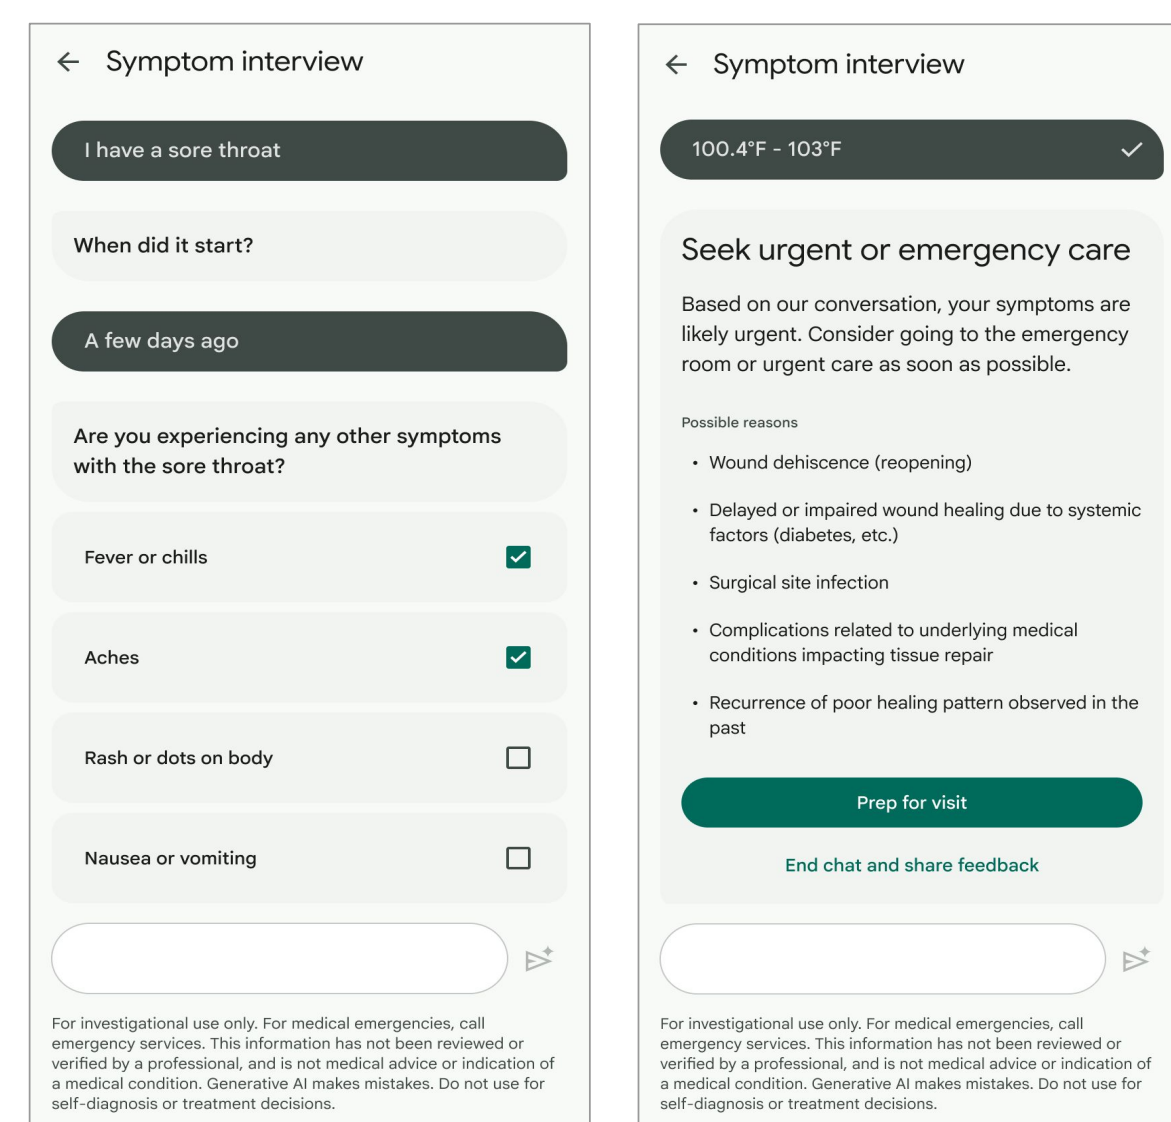 Symptom interview
I have a sore throat
When did it start?
A few days ago
Are you experiencing any other symptoms
with the sore throat?
Fever or chills
Aches
Rash or dots on body
Nausea or vomiting
For investigational use only. For medical emergencies, call
emergency services. This information has not been reviewed or
verified by a professional, and is not medical advice or indication of
a medical condition. Generative AI makes mistakes. Do not use for
self-diagnosis or treatment decisions.
Symptom interview
100.4°F - 103°F
Seek urgent or emergency care
Based on our conversation, your symptoms are
likely urgent. Consider going to the emergency
room or urgent care as soon as possible.
Possible reasons
• Wound dehiscence (reopening)
• Delayed or impaired wound healing due to systemic
factors (diabetes, etc.)
• Surgical site infection
• Complications related to underlying medical
conditions impacting tissue repair
• Recurrence of poor healing pattern observed in the
past
Prep for visit
End chat and share feedback
For investigational use only. For medical emergencies, call
emergency services. This information has not been reviewed or
verified by a professional, and is not medical advice or indication of
a medical condition. Generative AI makes mistakes. Do not use for
self-diagnosis or treatment decisions.